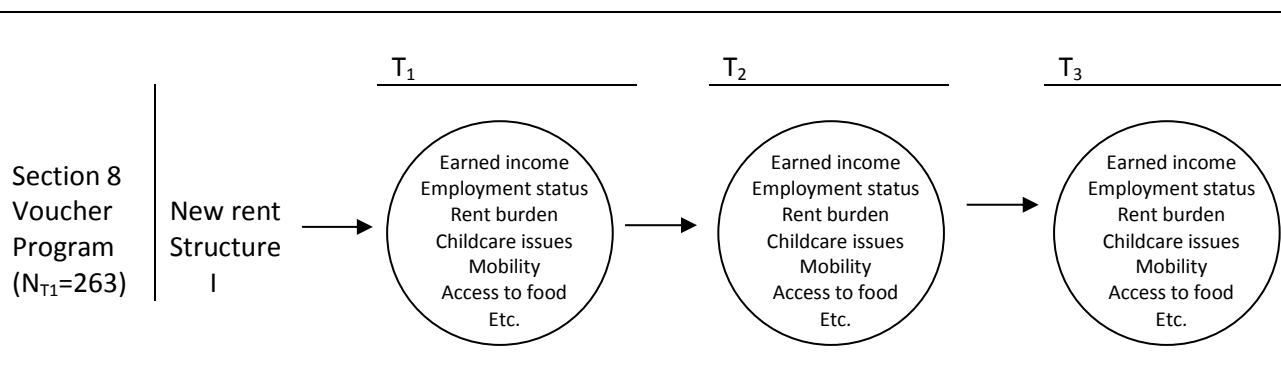 T₁
T₂
T₃
Section 8
Voucher
Program
(N_T1=263)
New rent
Structure
I
Earned income
Employment status
Rent burden
Childcare issues
Mobility
Access to food
Etc.
Earned income
Employment status
Rent burden
Childcare issues
Mobility
Access to food
Etc.
Earned income
Employment status
Rent burden
Childcare issues
Mobility
Access to food
Etc.